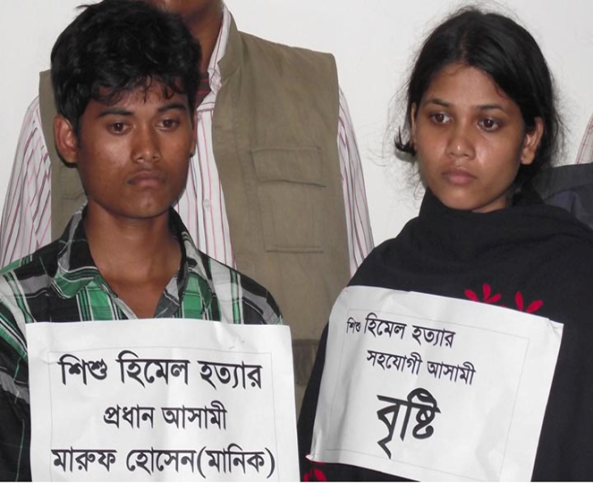 শিশু হিমেল হত্যার
প্রধান আসামী
মারুফ হোসেন(মানিক)
শিশু হিমেল হত্যার
সহযোগী আসামী
বৃষ্টি